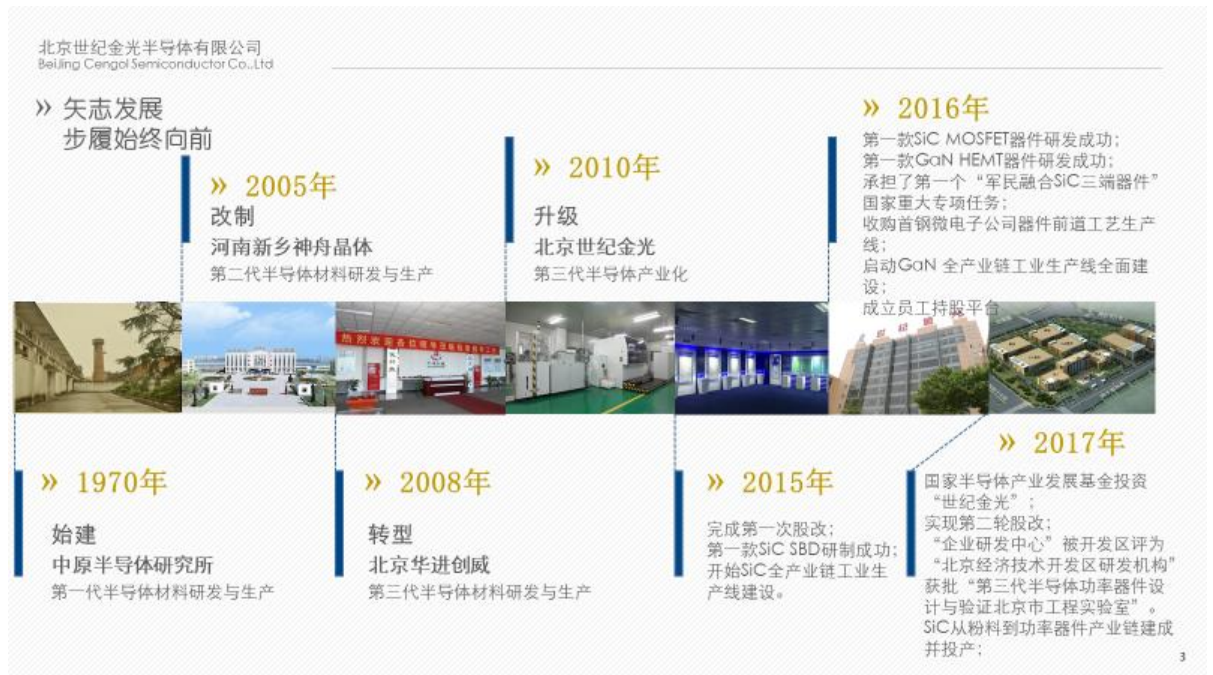 北京世纪金光半导体有限公司
BeiJing Cengol Semiconductor Co.,Ltd
» 矢志发展
步履始终向前
» 1970年
始建
中原半导体研究所
第一代半导体材料研发与生产
» 2005年
改制
河南新乡神舟晶体
第二代半导体材料研发与生产
» 2008年
转型
北京华进创威
第三代半导体材料研发与生产
» 2010年
升级
北京世纪金光
第三代半导体产业化
» 2015年
完成第一次股改；
第一款SiC SBD研制成功；
开始SiC全产业链工业生
产线建设。
» 2016年
第一款SiC MOSFET器件研发成功；
第一款GaN HEMT器件研发成功；
承担了第一个“军民融合SiC三端器件”
国家重大专项任务；
收购首钢微电子公司器件前道工艺生产
线；
启动GaN 全产业链工业生产线全面建
设；
成立员工持股平台
» 2017年
国家半导体产业发展基金投资
“世纪金光”；
实现第二轮股改；
“企业研发中心”被开发区评为
“北京经济技术开发区研发机构”
获批“第三代半导体功率器件设
计与验证北京市工程实验室”。
SiC从粉料到功率器件产业链建成
并投产；
3